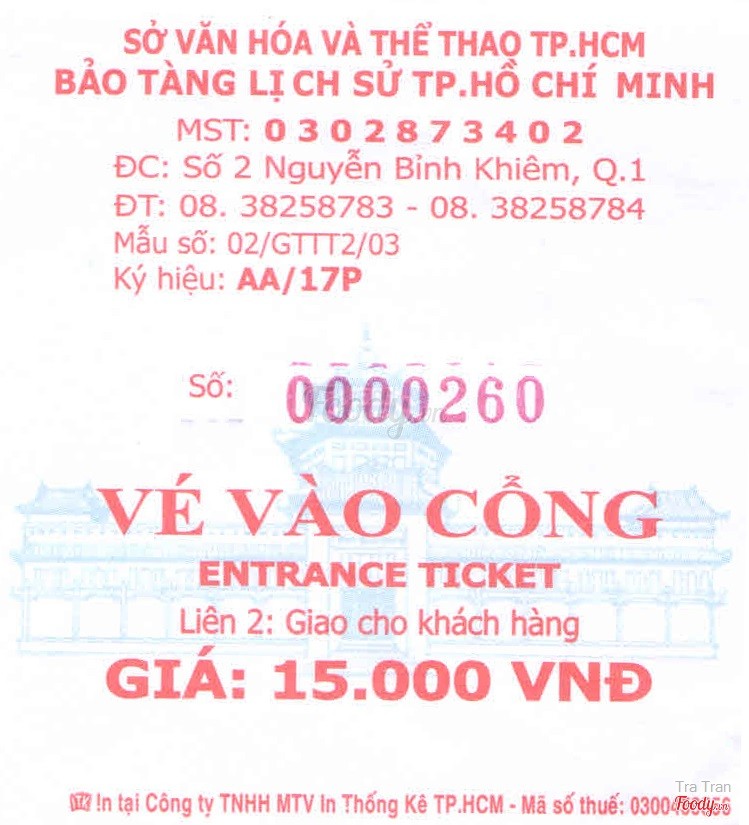 SỞ VĂN HÓA VÀ THỂ THAO TP.HCM
BẢO TÀNG LỊCH SỬ TP.HỒ CHÍ MINH
MST: 0302873402
ĐC: Số 2 Nguyễn Bỉnh Khiêm, Q.1
ĐT: 08. 38258783 - 08. 38258784
Mẫu số: 02/GTTT2/03
Ký hiệu: AA/17P
Số: 0000260
Foody.vn
VÉ VÀO CỔNG
ENTRANCE TICKET
Liên 2: Giao cho khách hàng
GIÁ: 15.000 VNĐ
Tra Tran
In tại Công ty TNHH MTV In Thống Kê TP.HCM - Mã số thuế:
Foody.vn